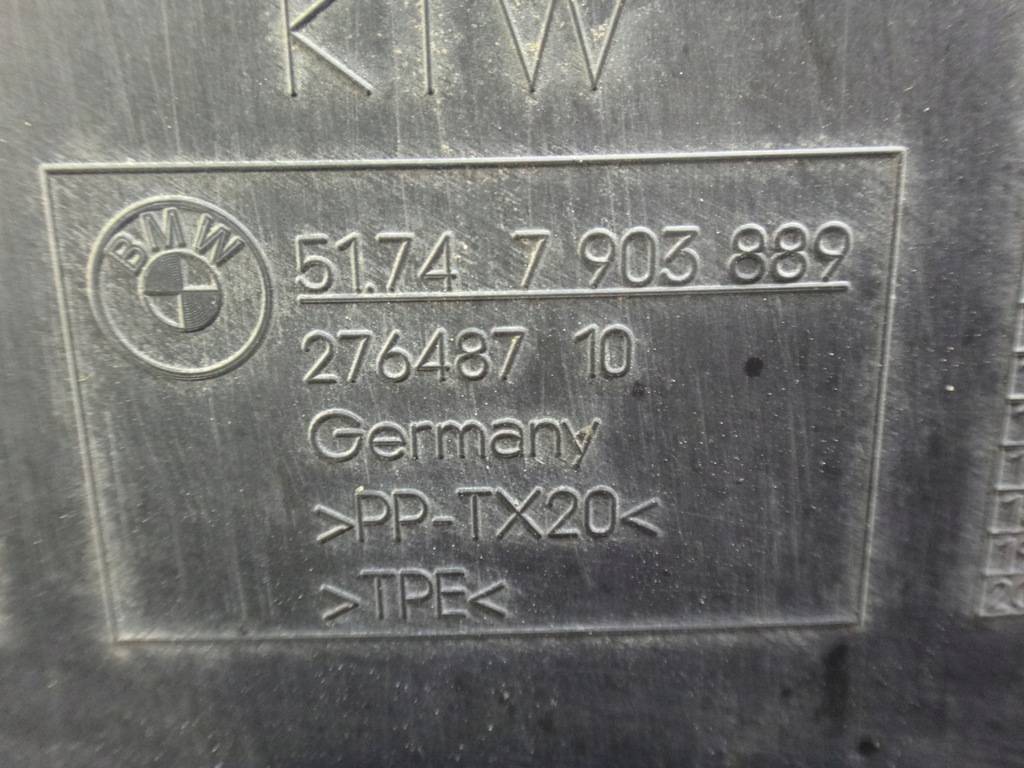 KTW
BMW
51.74 7 903 889
276487 10
Germany
>PP-TX20<
>TPE<